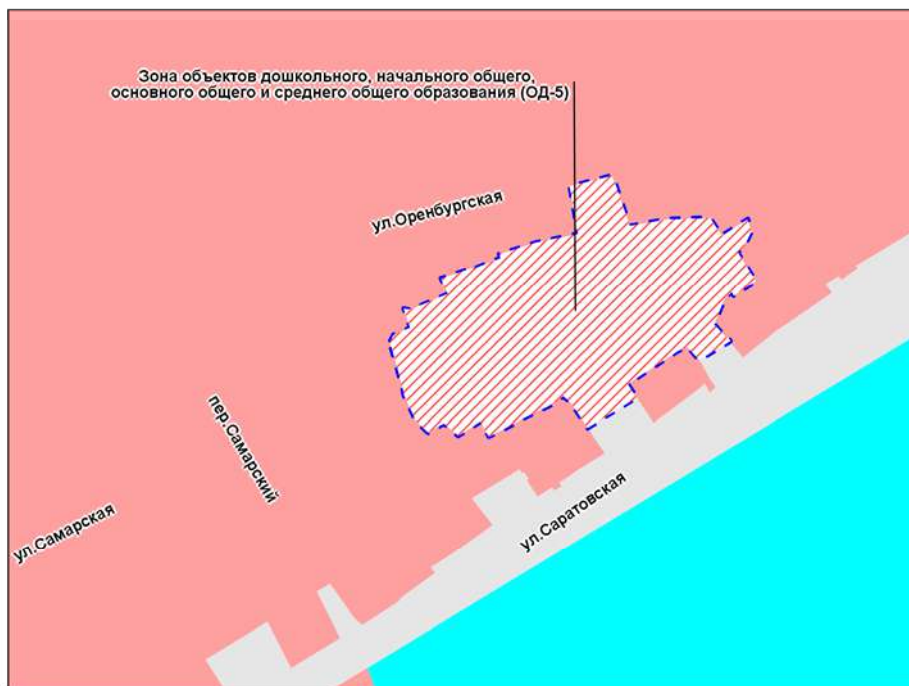 Зона объектов дошкольного, начального общего,
основного общего и среднего общего образования (ОД-5)
ул.Оренбургская
пер.Самарский
ул.Самарская
ул.Саратовская